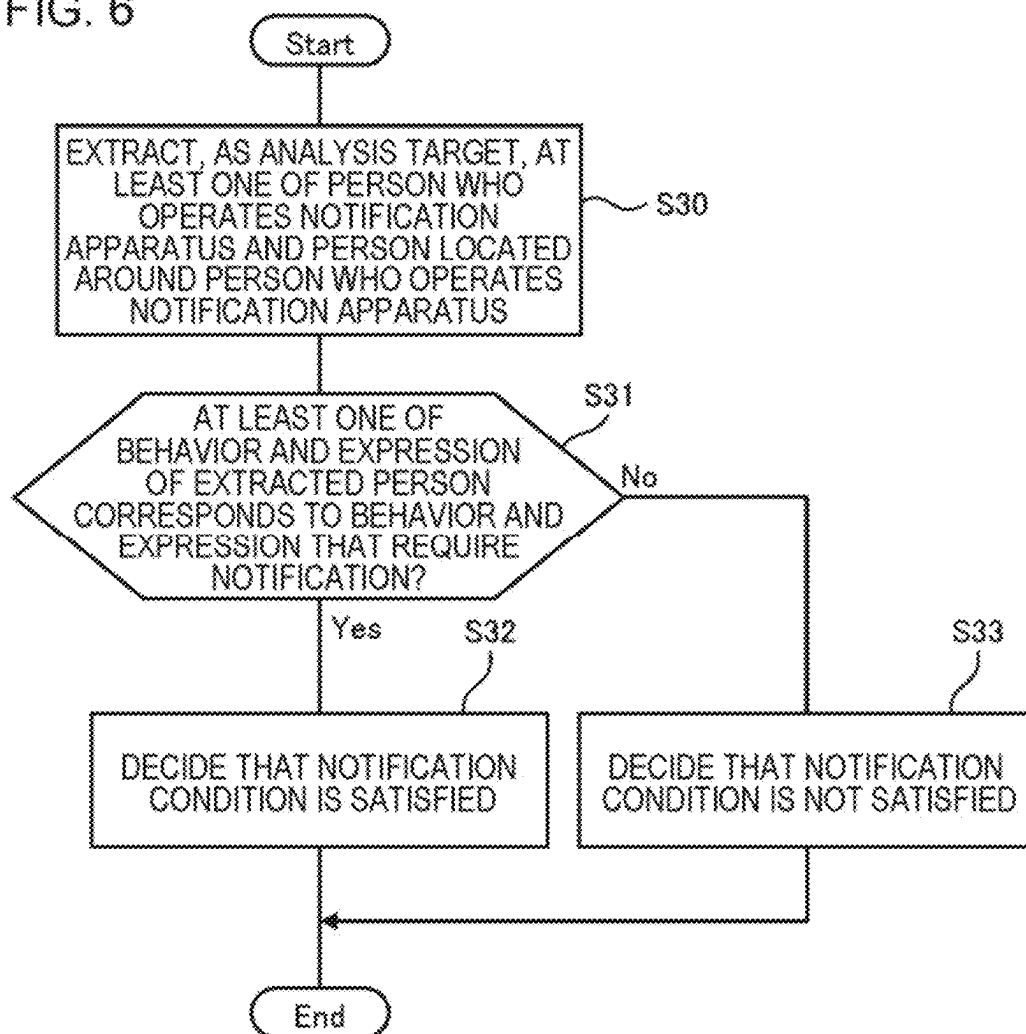 FIG. 6
Start
EXTRACT, AS ANALYSIS TARGET, AT
LEAST ONE OF PERSON WHO
OPERATES NOTIFICATION
APPARATUS AND PERSON LOCATED
AROUND PERSON WHO OPERATES
NOTIFICATION APPARATUS
S30
AT LEAST ONE OF
BEHAVIOR AND EXPRESSION
OF EXTRACTED PERSON
CORRESPONDS TO BEHAVIOR AND
EXPRESSION THAT REQUIRE
NOTIFICATION?
S31
No
Yes
S32
DECIDE THAT NOTIFICATION
CONDITION IS SATISFIED
S33
DECIDE THAT NOTIFICATION
CONDITION IS NOT SATISFIED
End